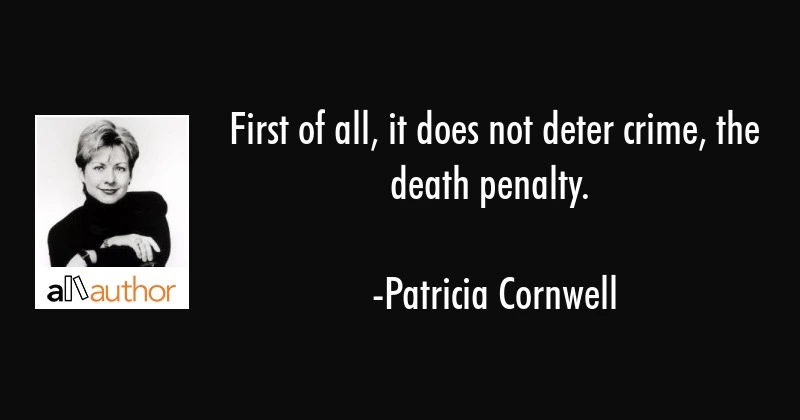 First of all, it does not deter crime, the
death penalty.
-Patricia Cornwell
allauthor